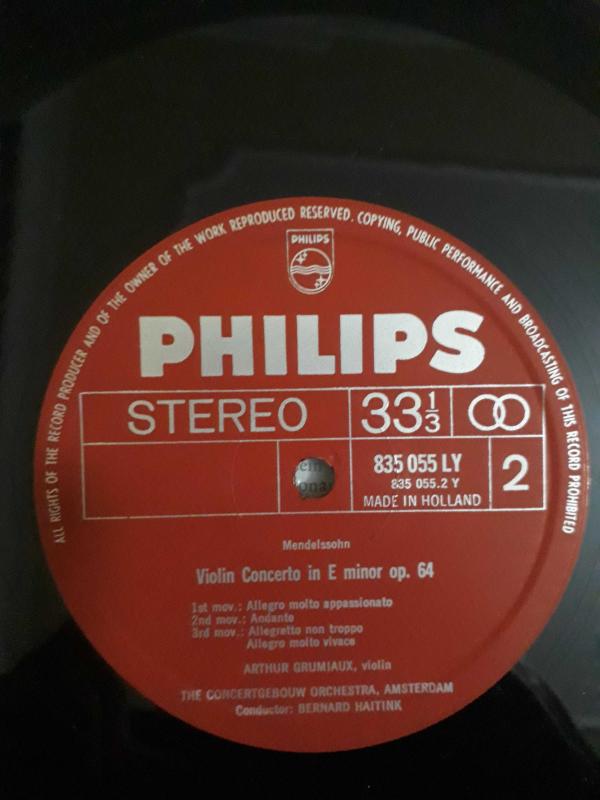 ALL RIGHTS OF THE RECORD PRODUCER AND OF THE OWNER OF THE WORK REPRODUCED RESERVED. COPYING, PUBLIC PERFORMANCE AND BROADCASTING OF THIS RECORD PROHIBITED
PHILIPS
PHILIPS
STEREO
33 1/3
835 055 LY
835 055.2 Y
MADE IN HOLLAND
2
Mendelssohn
Violin Concerto in E minor op. 64
1st mov.: Allegro molto appassionato
2nd mov.: Andante
3rd mov.: Allegretto non troppo
Allegro molto vivace
ARTHUR GRUMIAUX, violin
THE CONCERTGEBOUW ORCHESTRA, AMSTERDAM
Conductor: BERNARD HAITINK